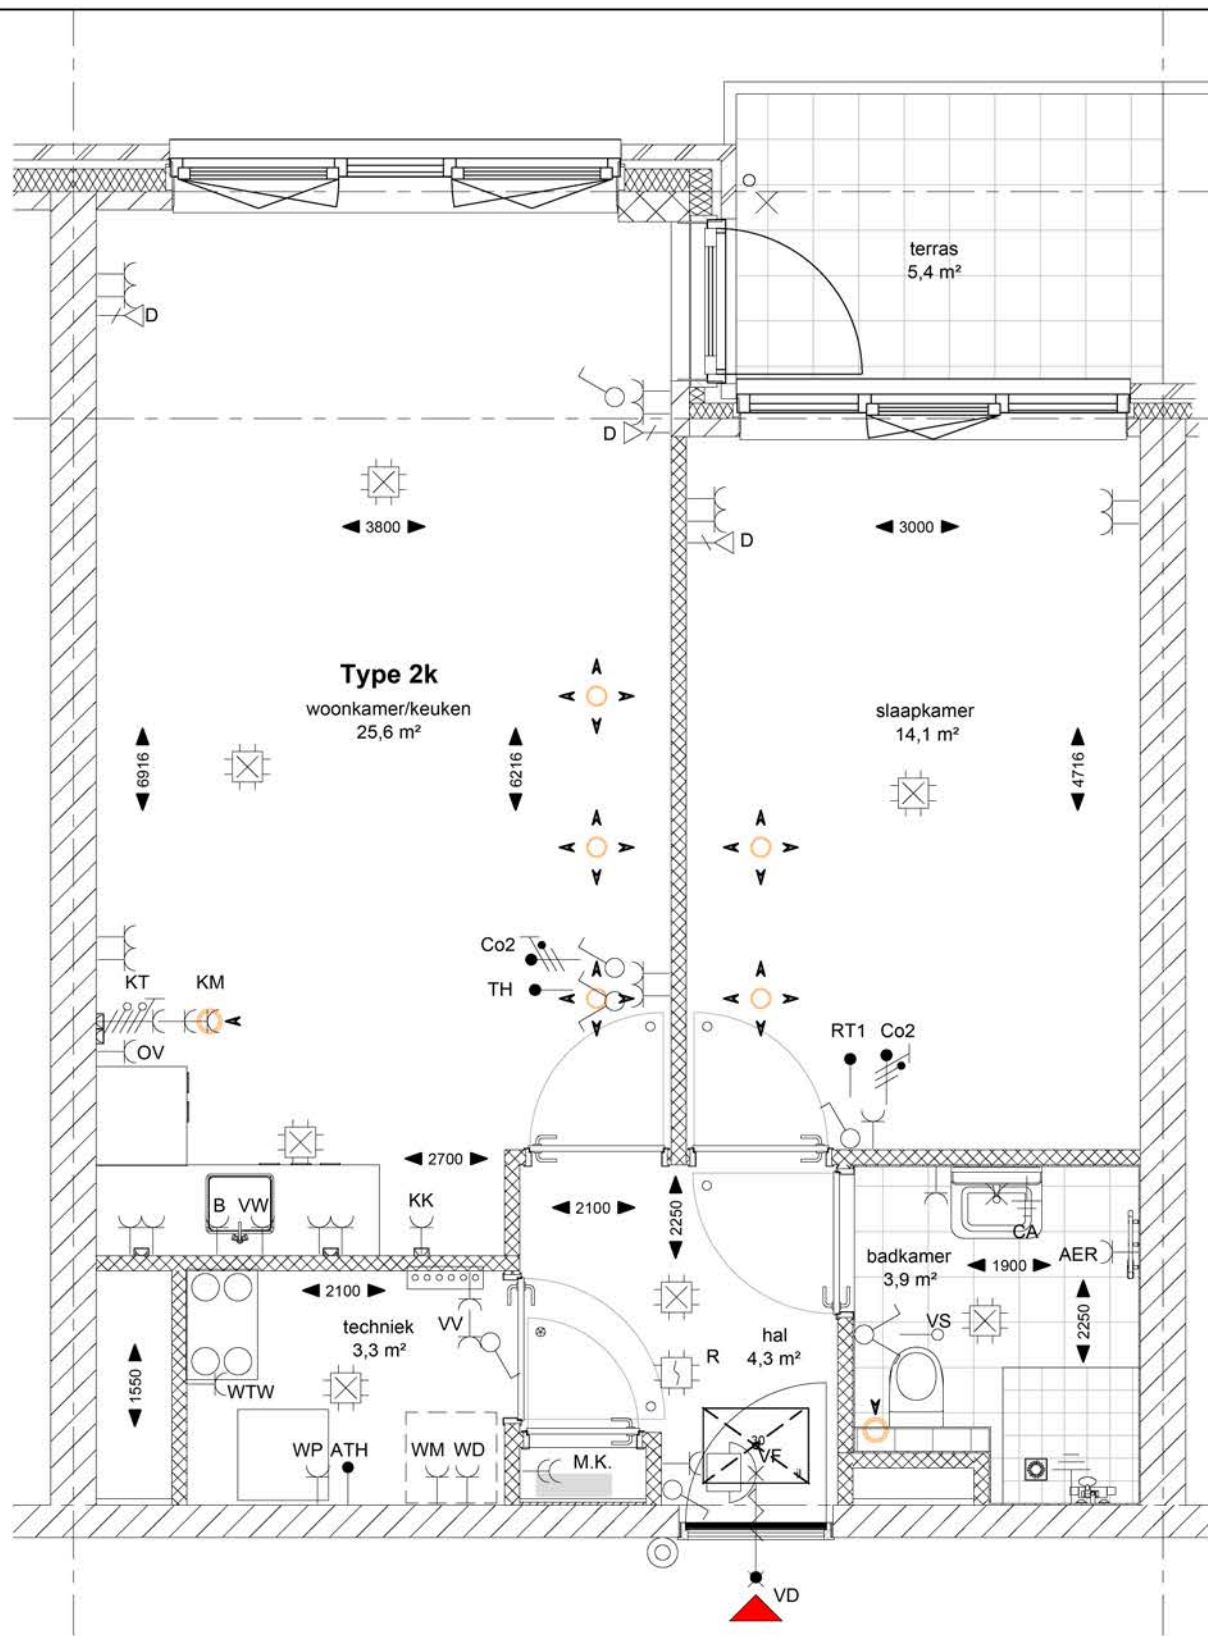 terras
5,4 m²
D
D
3800
3000
D
Type 2k
woonkamer/keuken
25,6 m²
slaapkamer
14,1 m²
6916
6216
4716
Co2
TH
KT
KM
OV
RT1
Co2
2700
KK
B
VW
2100
2250
CA
AER
badkamer
3,9 m²
1900
2100
VV
techniek
3,3 m²
hal
4,3 m²
R
VS
2250
1550
WTW
WP
ATH
WM
WD
M.K.
30
VF
VD